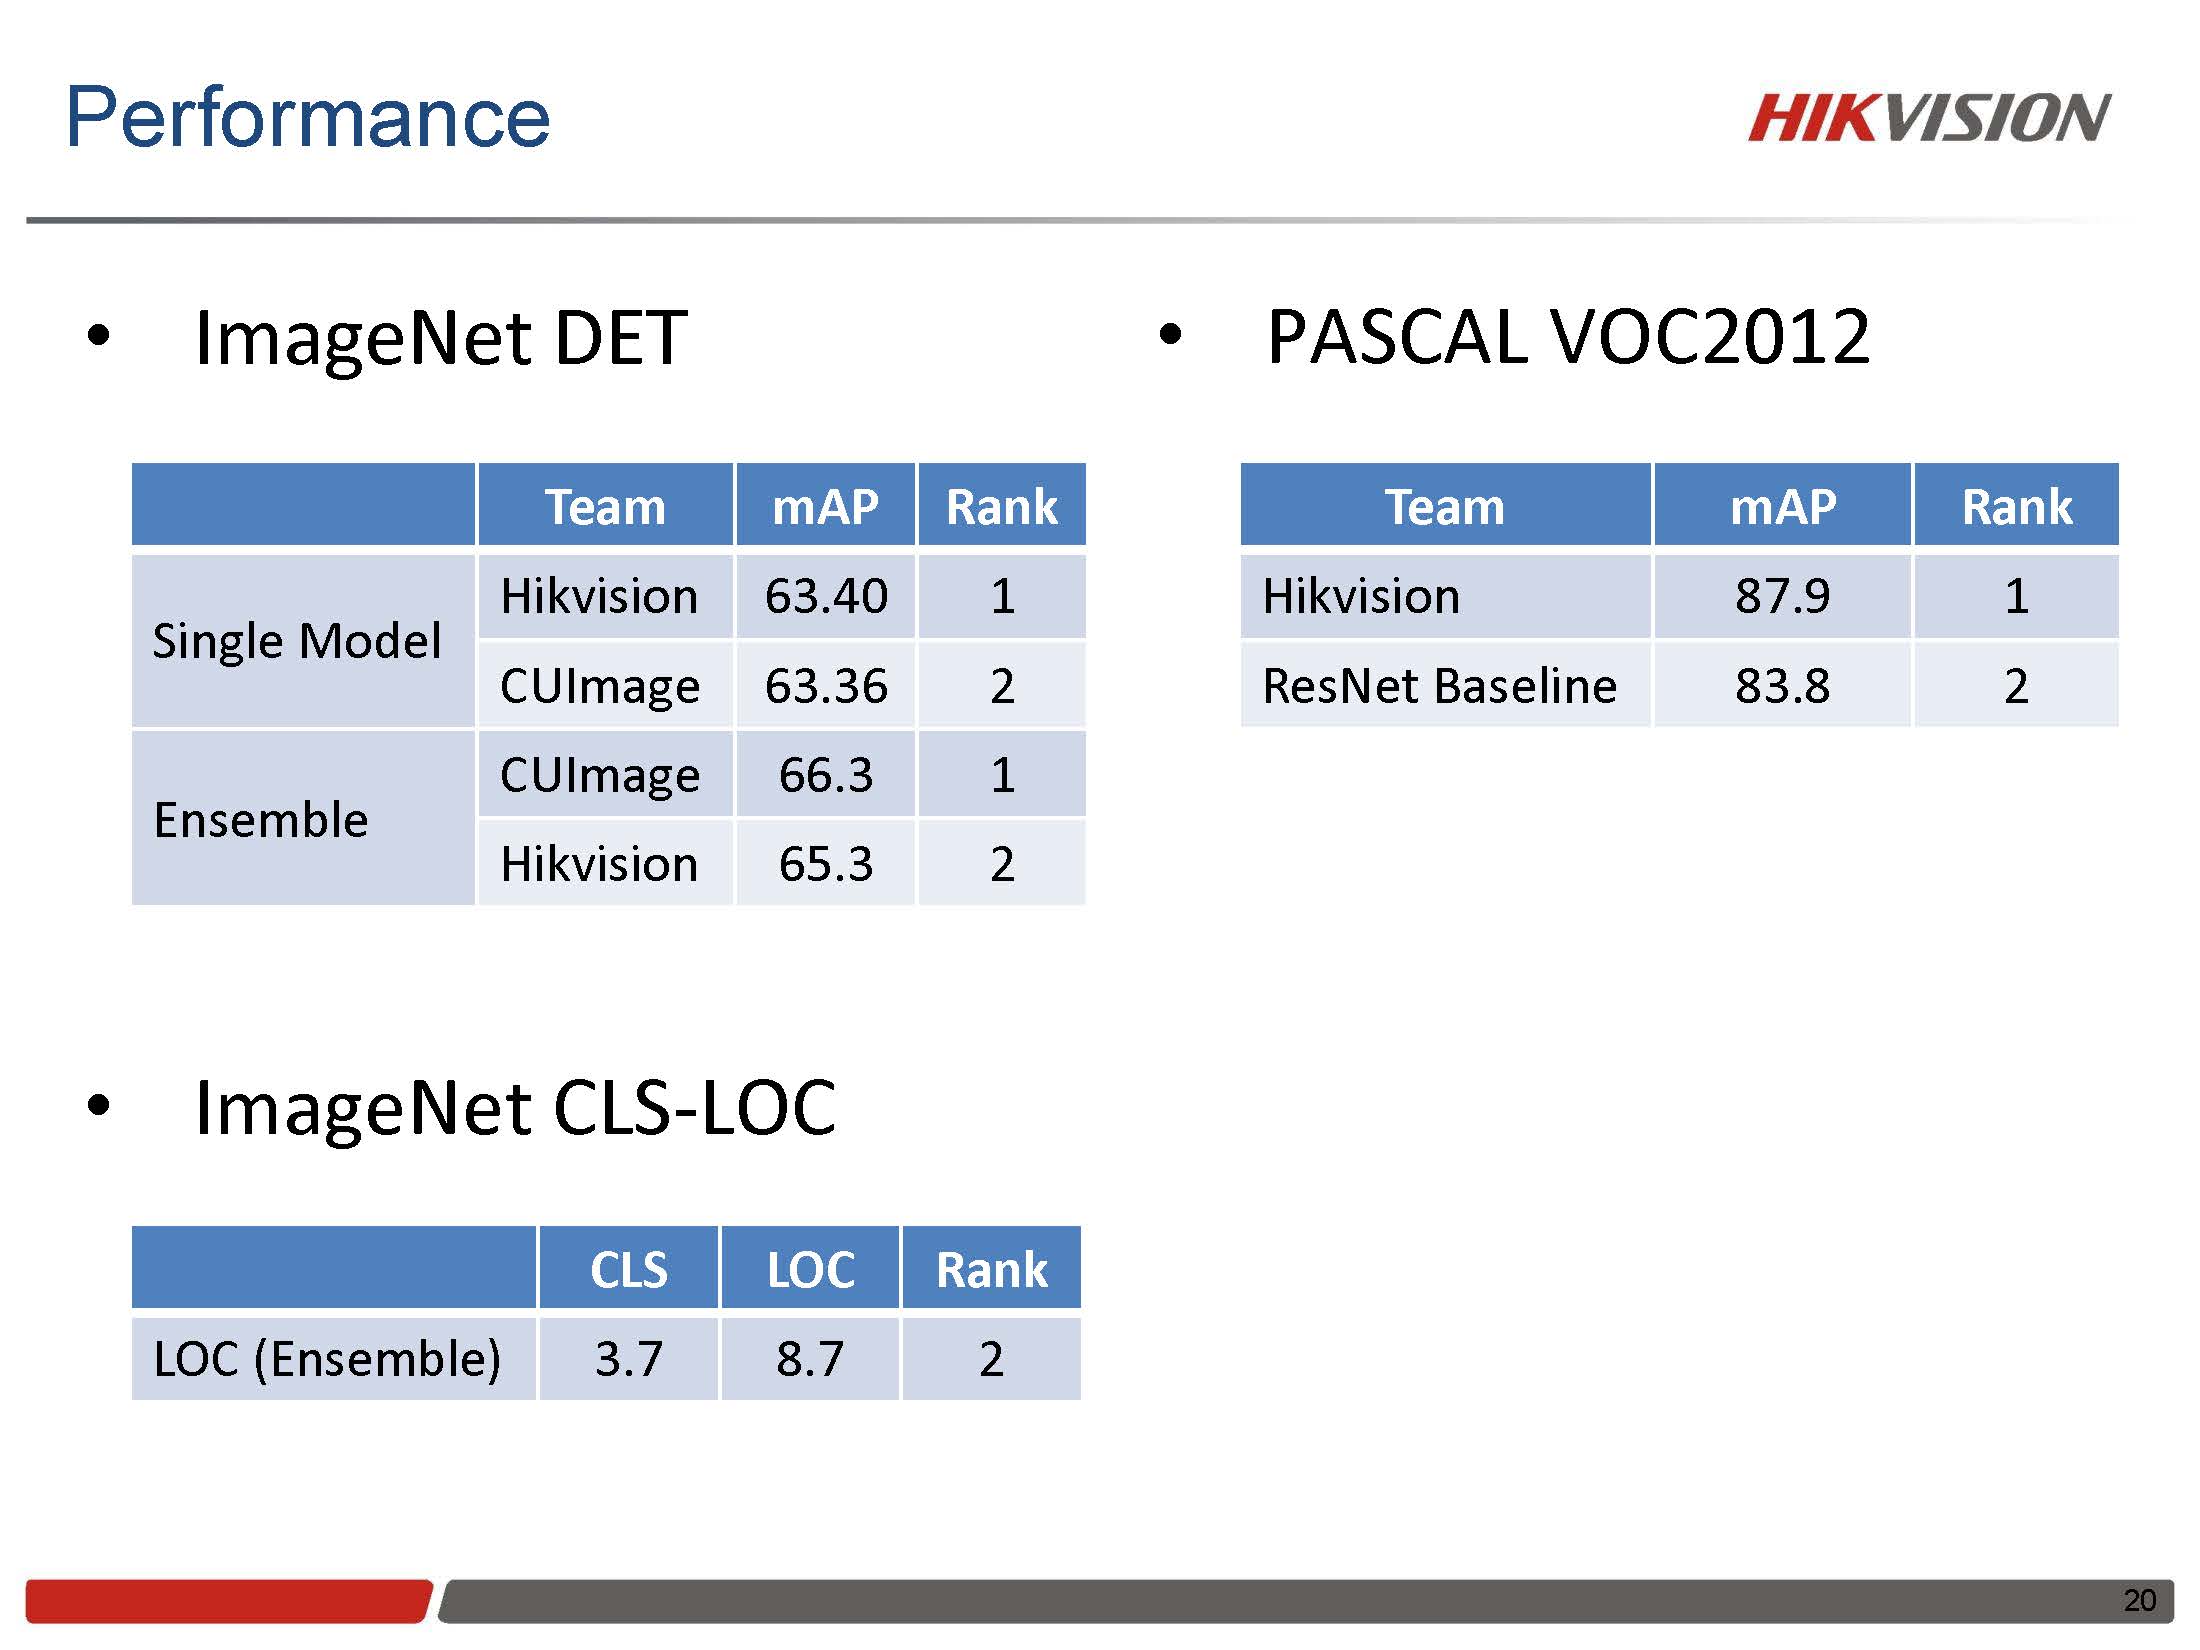 Performance
HIKVISION
• ImageNet DET
Team mAP Rank
Single Model
Hikvision 63.40 1
CUImage 63.36 2
Ensemble
CUImage 66.3 1
Hikvision 65.3 2
• PASCAL VOC2012
Team mAP Rank
Hikvision 87.9 1
ResNet Baseline 83.8 2
• ImageNet CLS-LOC
CLS LOC Rank
LOC (Ensemble) 3.7 8.7 2
20